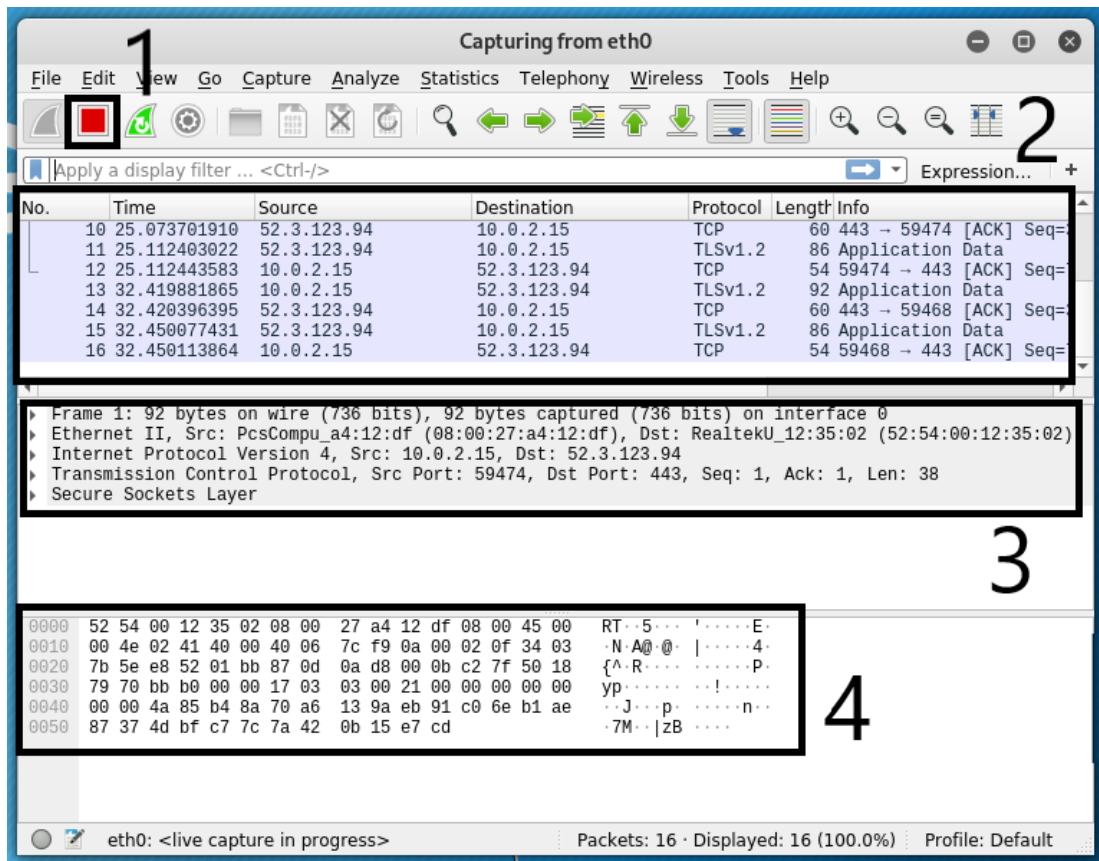 1
Capturing from eth0
File Edit View Go Capture Analyze Statistics Telephony Wireless Tools Help
2
Apply a display filter ... <Ctrl-/> Expression... +
No. Time Source Destination Protocol Length Info
10 25.073701910 52.3.123.94 10.0.2.15 TCP 60 443 → 59474 [ACK] Seq=
11 25.112403022 52.3.123.94 10.0.2.15 TLSv1.2 86 Application Data
12 25.112443583 10.0.2.15 52.3.123.94 TCP 54 59474 → 443 [ACK] Seq=
13 32.419881865 10.0.2.15 52.3.123.94 TLSv1.2 92 Application Data
14 32.420396395 52.3.123.94 10.0.2.15 TCP 60 443 → 59468 [ACK] Seq=
15 32.450077431 52.3.123.94 10.0.2.15 TLSv1.2 86 Application Data
16 32.450113864 10.0.2.15 52.3.123.94 TCP 54 59468 → 443 [ACK] Seq=
Frame 1: 92 bytes on wire (736 bits), 92 bytes captured (736 bits) on interface 0
Ethernet II, Src: PcsCompu_a4:12:df (08:00:27:a4:12:df), Dst: RealtekU_12:35:02 (52:54:00:12:35:02)
Internet Protocol Version 4, Src: 10.0.2.15, Dst: 52.3.123.94
Transmission Control Protocol, Src Port: 59474, Dst Port: 443, Seq: 1, Ack: 1, Len: 38
Secure Sockets Layer
3
0000 52 54 00 12 35 02 08 00 27 a4 12 df 08 00 45 00 RT··5··· '·····E·
0010 00 4e 02 41 40 00 40 06 7c f9 0a 00 02 0f 34 03 ·N·A@·@· |·····4·
0020 7b 5e e8 52 01 bb 87 0d 0a d8 00 0b c2 7f 50 18 {^·R···· ······P·
0030 79 70 bb b0 00 00 17 03 03 00 21 00 00 00 00 00 yp······ ··!·····
0040 00 00 4a 85 b4 8a 70 a6 13 9a eb 91 c0 6e b1 ae ··J···p· ·····n··
0050 87 37 4d bf c7 7c 7a 42 0b 15 e7 cd ·7M··|zB ····
4
eth0: <live capture in progress> Packets: 16 · Displayed: 16 (100.0%) Profile: Default